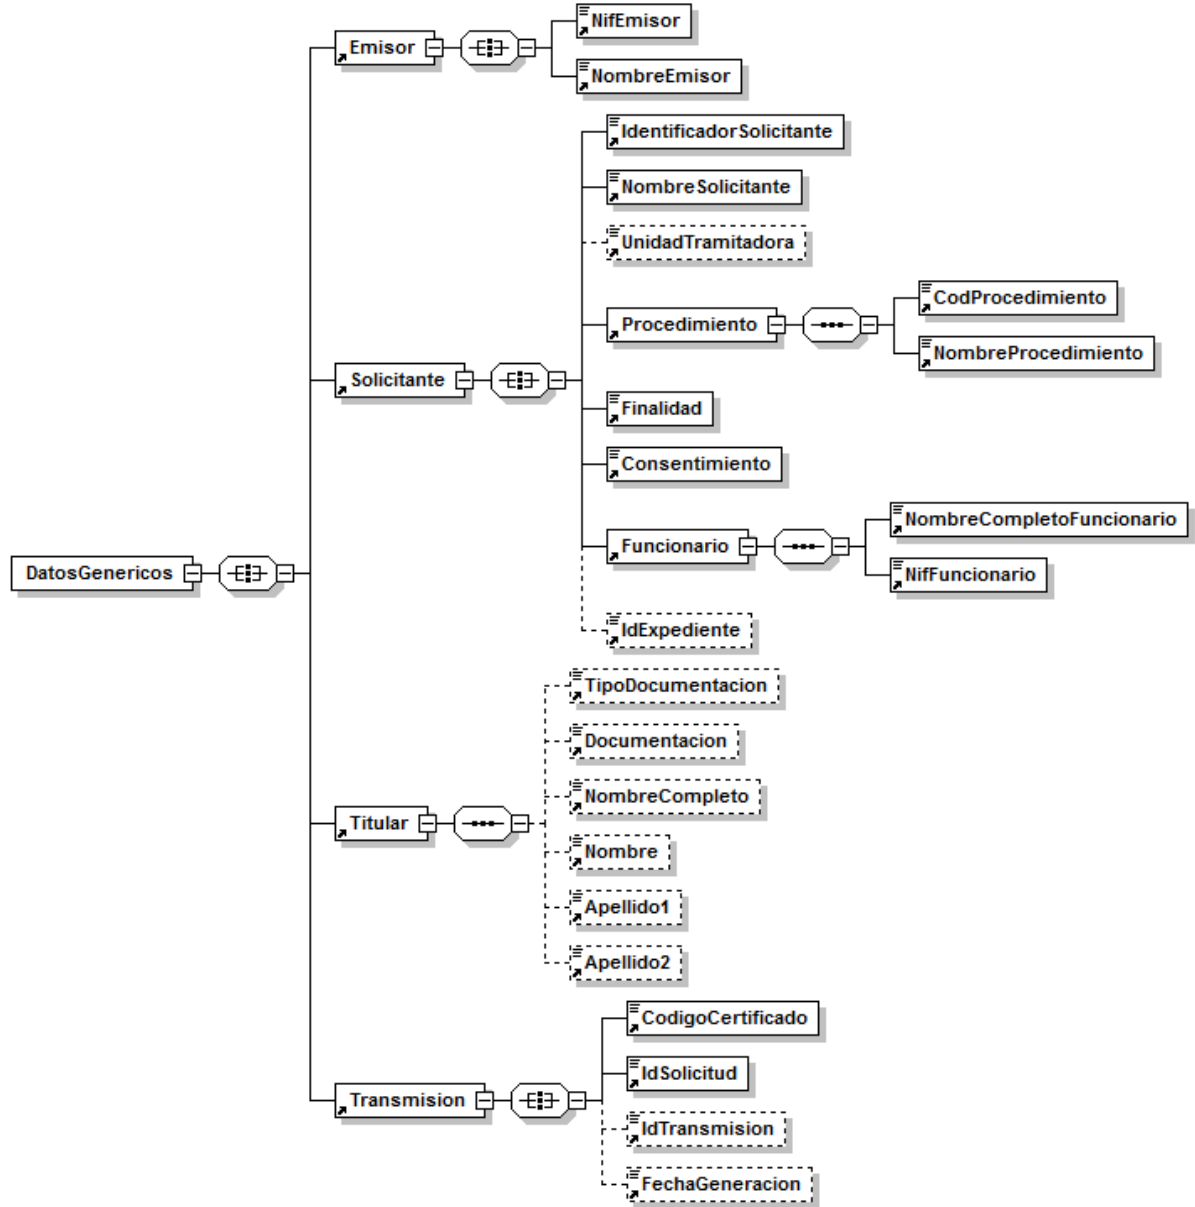 DatosGenericos
Emisor
NifEmisor
NombreEmisor
Solicitante
IdentificadorSolicitante
NombreSolicitante
UnidadTramitadora
Procedimiento
CodProcedimiento
NombreProcedimiento
Finalidad
Consentimiento
Funcionario
NombreCompletoFuncionario
NifFuncionario
IdExpediente
Titular
TipoDocumentacion
Documentacion
NombreCompleto
Nombre
Apellido1
Apellido2
Transmision
CodigoCertificado
IdSolicitud
IdTransmision
FechaGeneracion